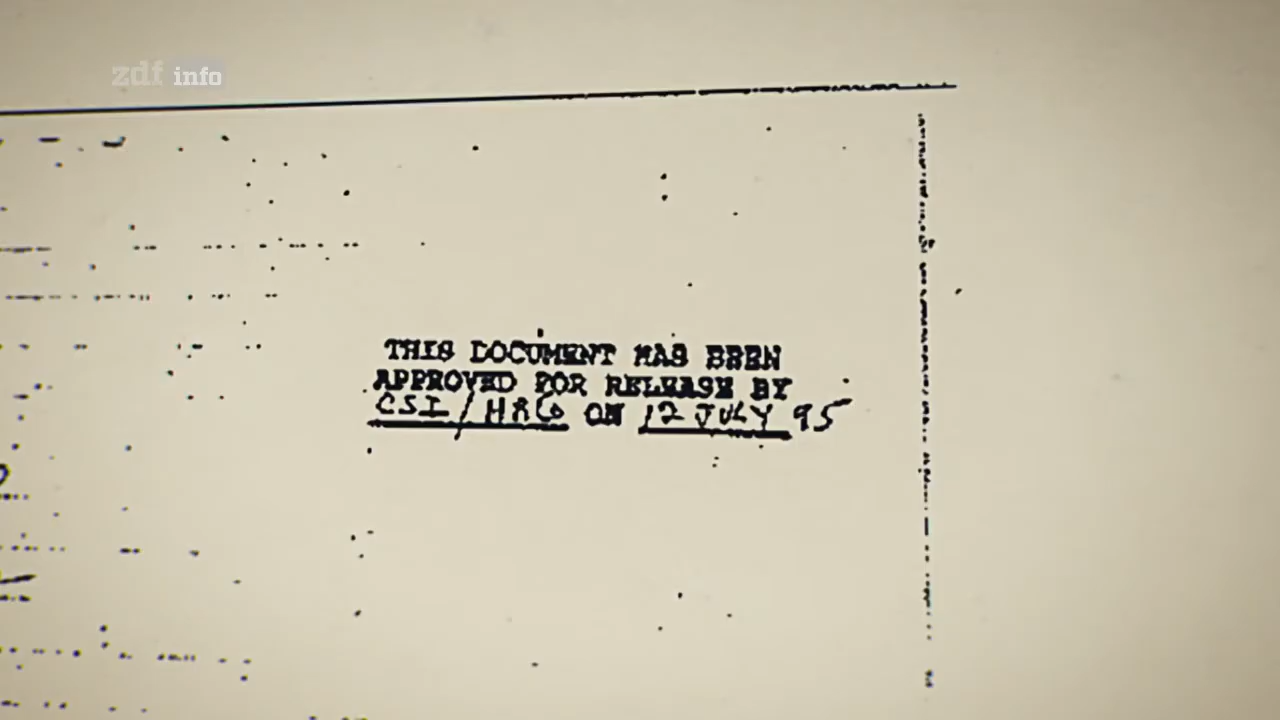 zdf info
THIS DOCUMENT HAS BEEN
APPROVED FOR RELEASE BY
CSI/HRG ON 12 JULY 95